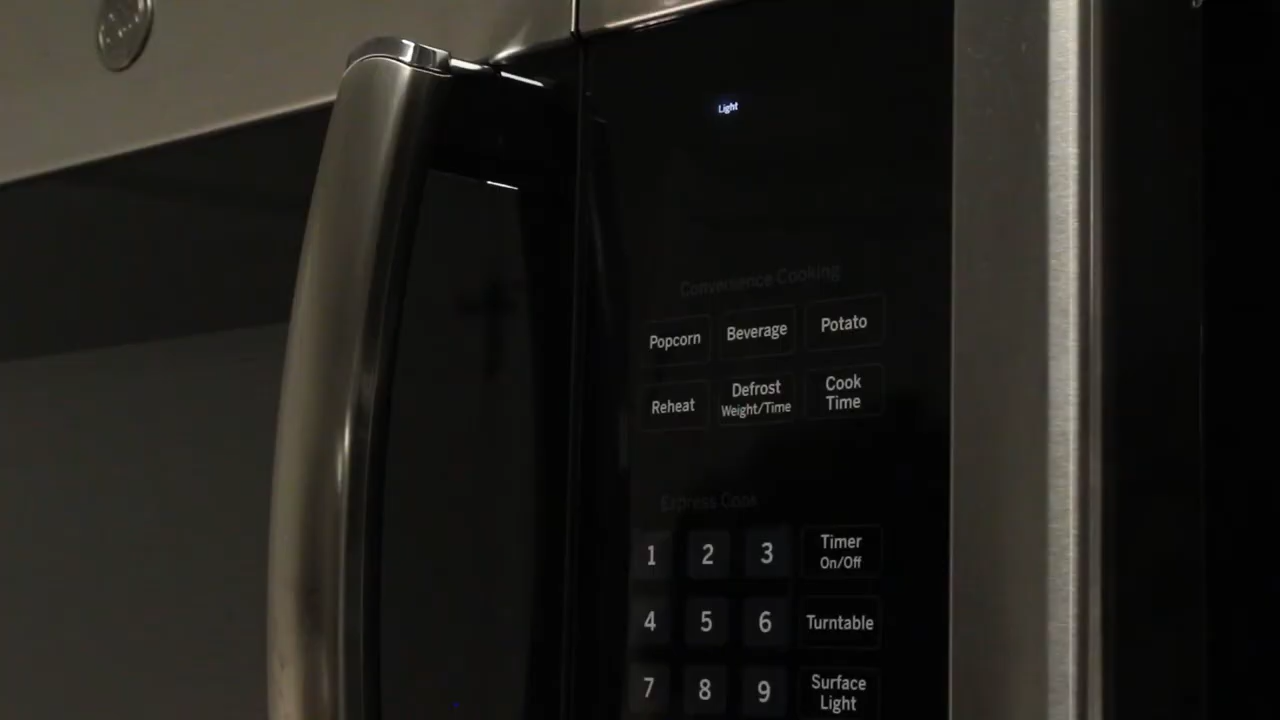 Light
Convenience Cooking
Popcorn Beverage Potato
Reheat Defrost Weight/Time Cook Time
Express Cook
1 2 3 Timer On/Off
4 5 6 Turntable
7 8 9 Surface Light